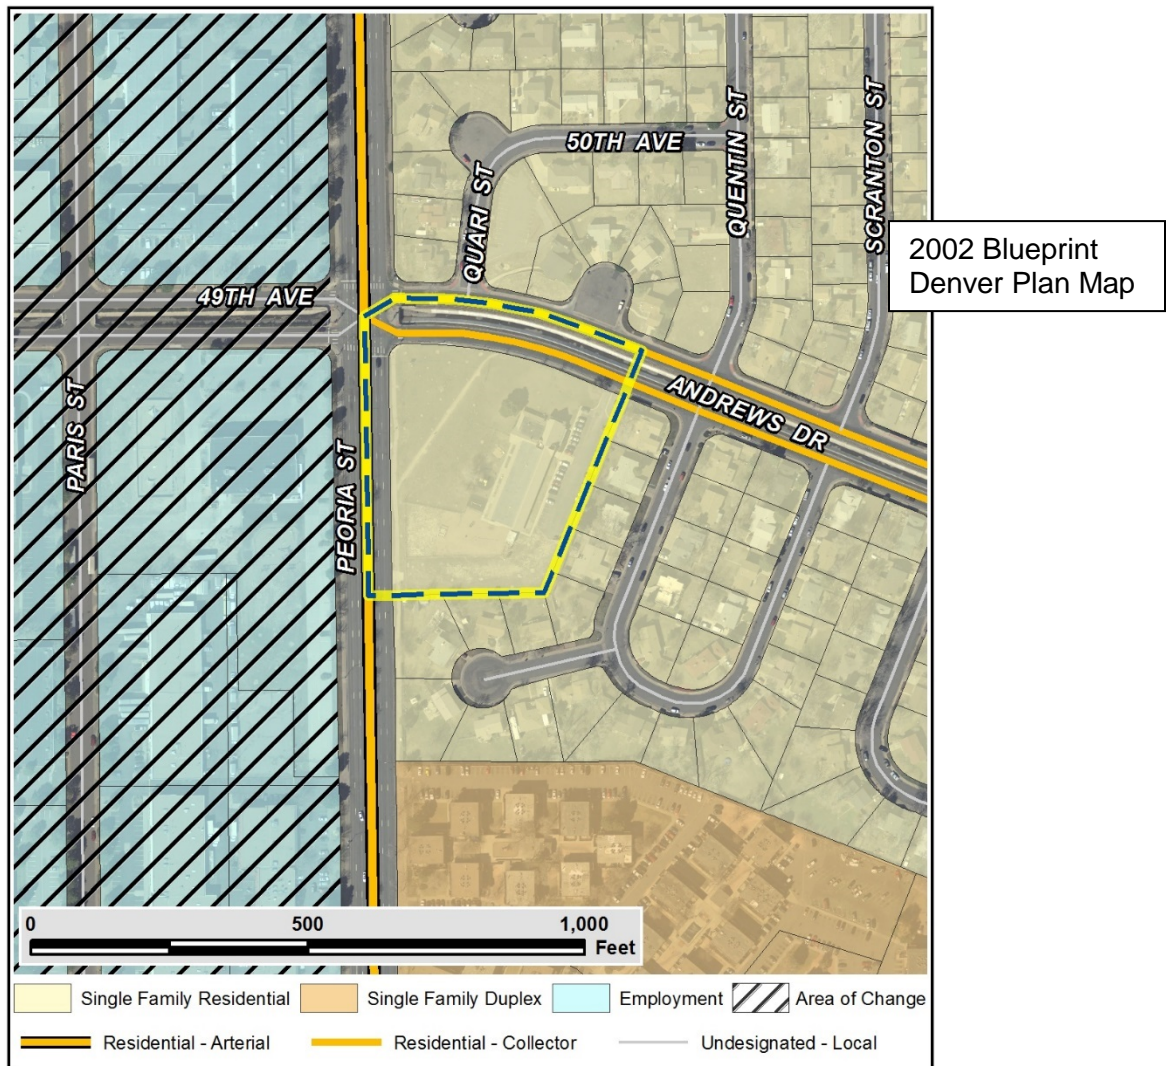 50TH AVE
QUARI ST
QUENTIN ST
SCRANTON ST
2002 Blueprint
Denver Plan Map
49TH AVE
PARIS ST
PEORIA ST
ANDREWS DR
0 500 1,000
Feet
Single Family Residential Single Family Duplex Employment Area of Change
Residential - Arterial Residential - Collector Undesignated - Local